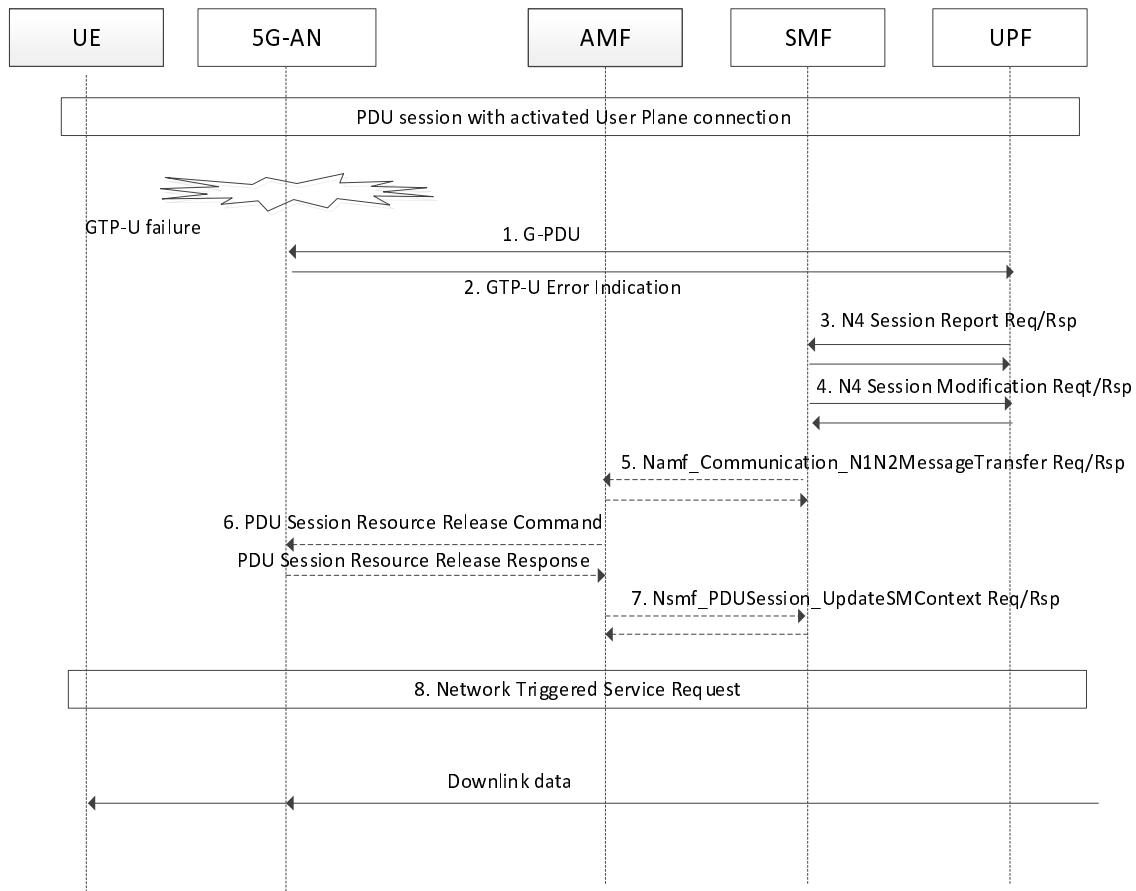 UE 5G-AN AMF SMF UPF
PDU session with activated User Plane connection
GTP-U failure
1. G-PDU
2. GTP-U Error Indication
3. N4 Session Report Req/Rsp
4. N4 Session Modification Reqt/Rsp
5. Namf_Communication_N1N2MessageTransfer Req/Rsp
6. PDU Session Resource Release Command
PDU Session Resource Release Response
7. Nsmf_PDUSession_UpdateSMContext Req/Rsp
8. Network Triggered Service Request
Downlink data